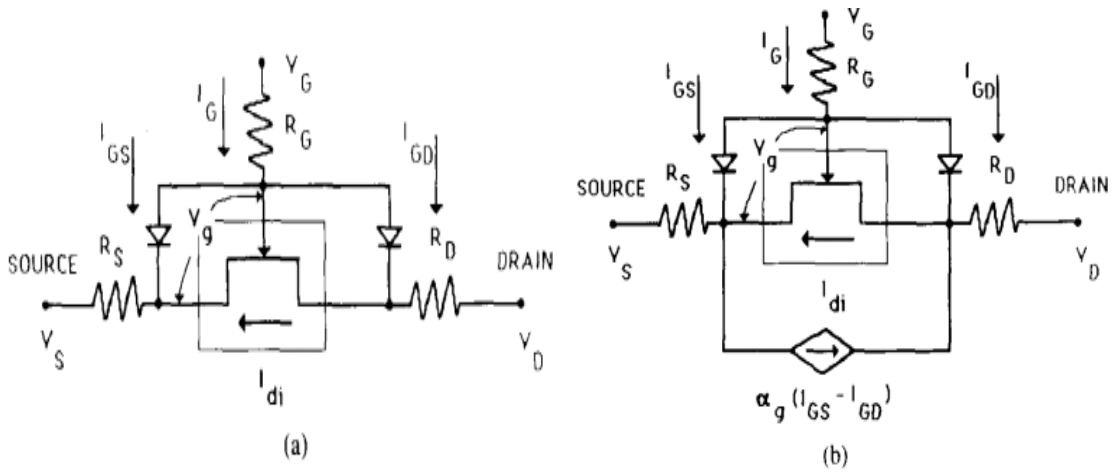 V_G
I_G
R_G
I_GS
I_GD
V_g
R_S
R_D
SOURCE
DRAIN
V_S
V_D
I_di
(a)
V_G
I_G
R_G
I_GS
I_GD
V_g
R_S
R_D
SOURCE
DRAIN
V_S
V_D
I_di
α_g (I_GS - I_GD)
(b)